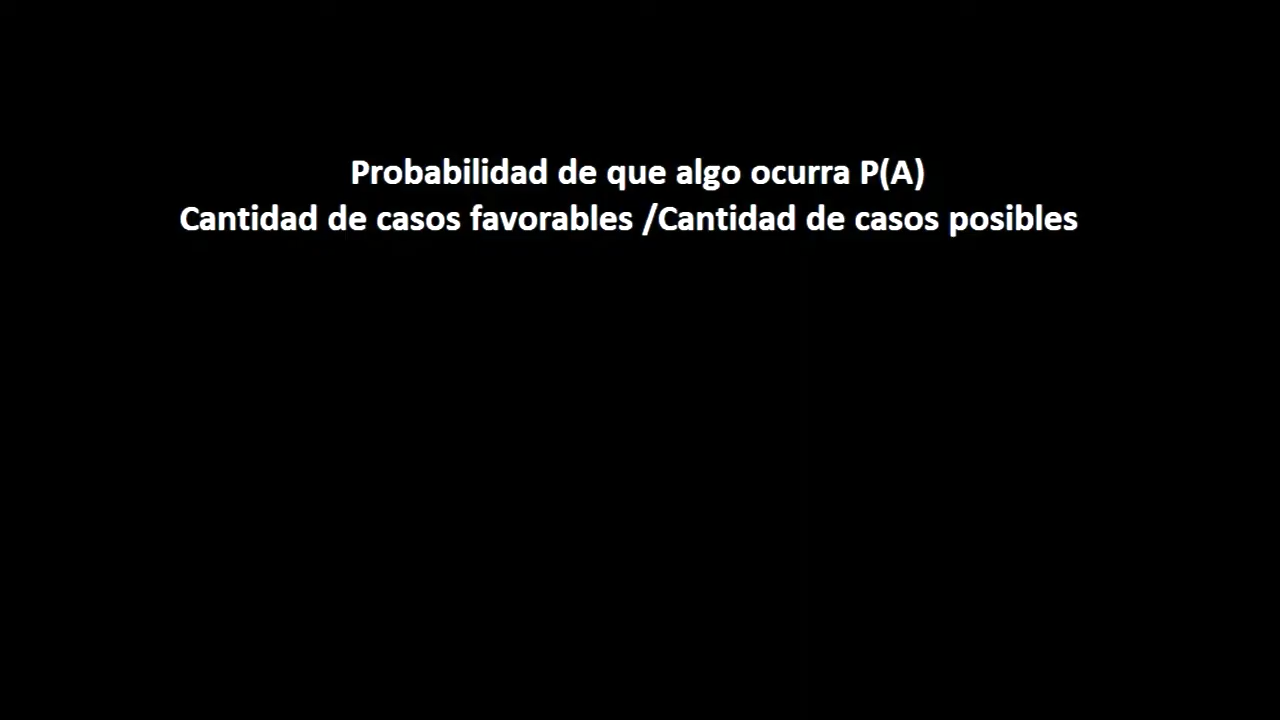 Probabilidad de que algo ocurra P(A)
Cantidad de casos favorables /Cantidad de casos posibles